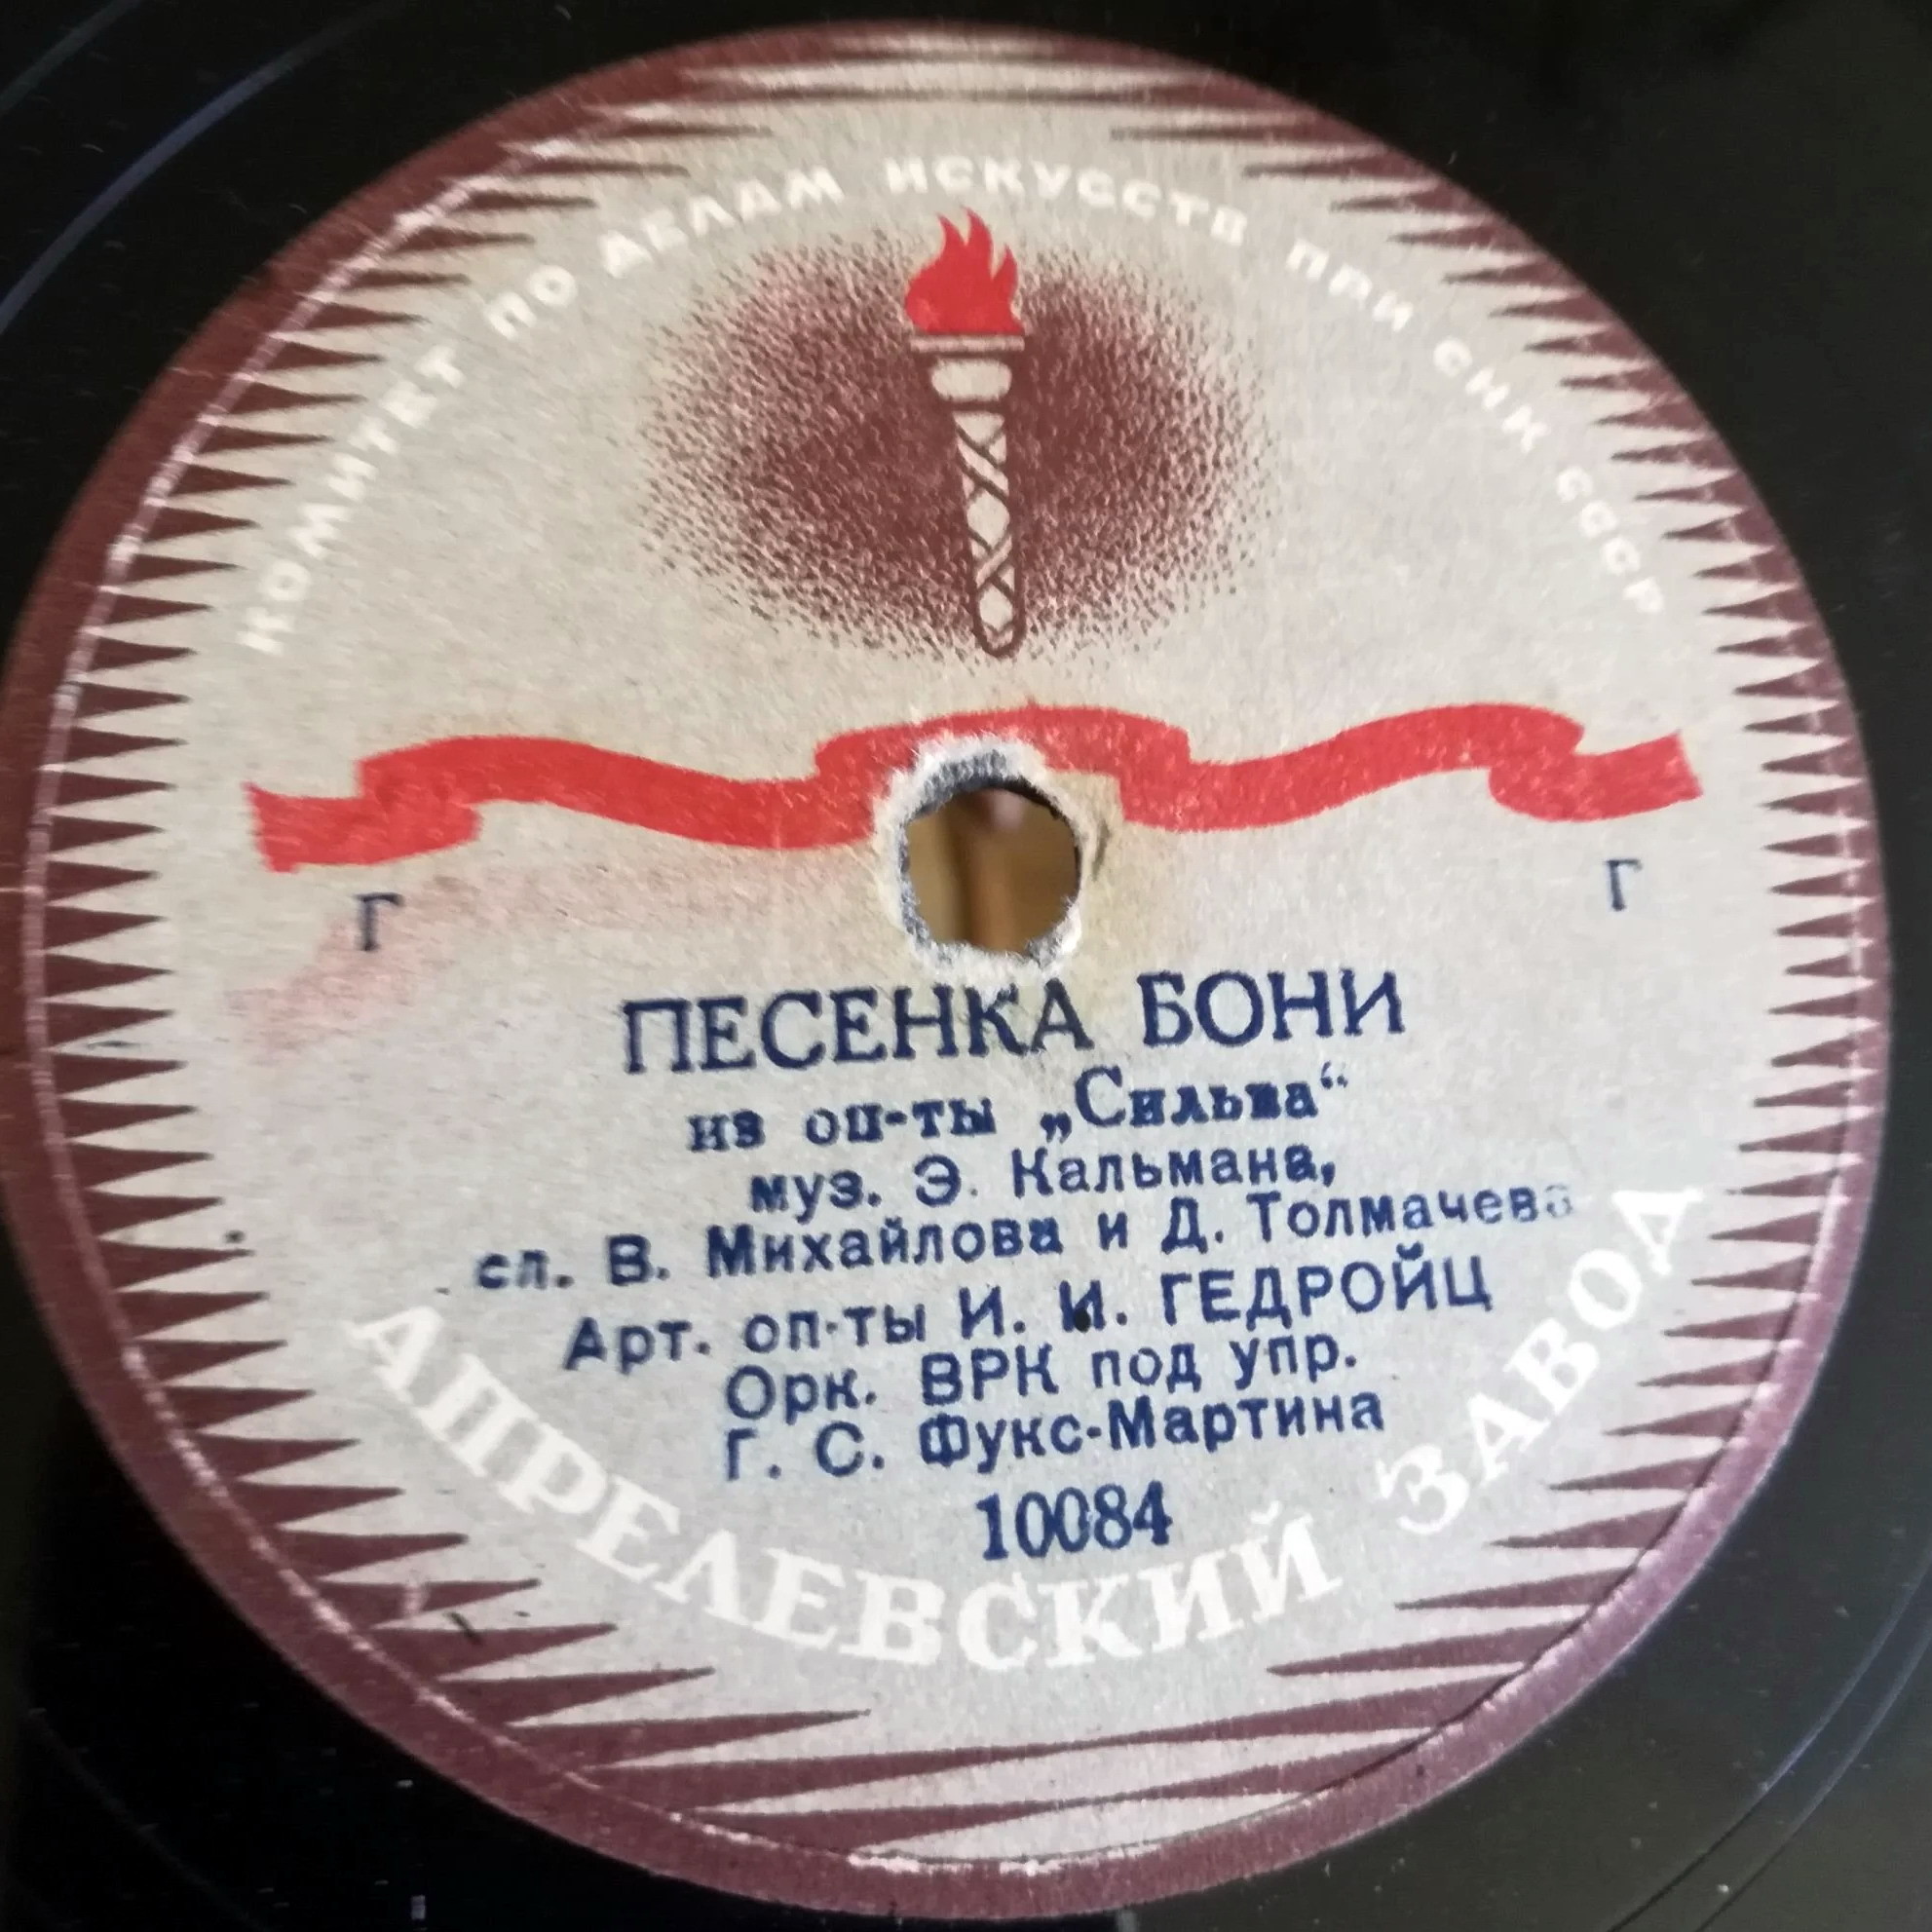 КОМИТЕТ ПО ДЕЛАМ ИСКУССТВ ПРИ СНК СССР
Г Г
ПЕСЕНКА БОНИ
из оп-ты „Сильва“
муз. Э. Кальмана,
сл. В. Михайлова и Д. Толмачева
Арт. оп-ты И. И. ГЕДРОЙЦ
Орк. ВРК под упр.
Г. С. Фукс-Мартина
10084
АПРЕЛЕВСКИЙ ЗАВОД